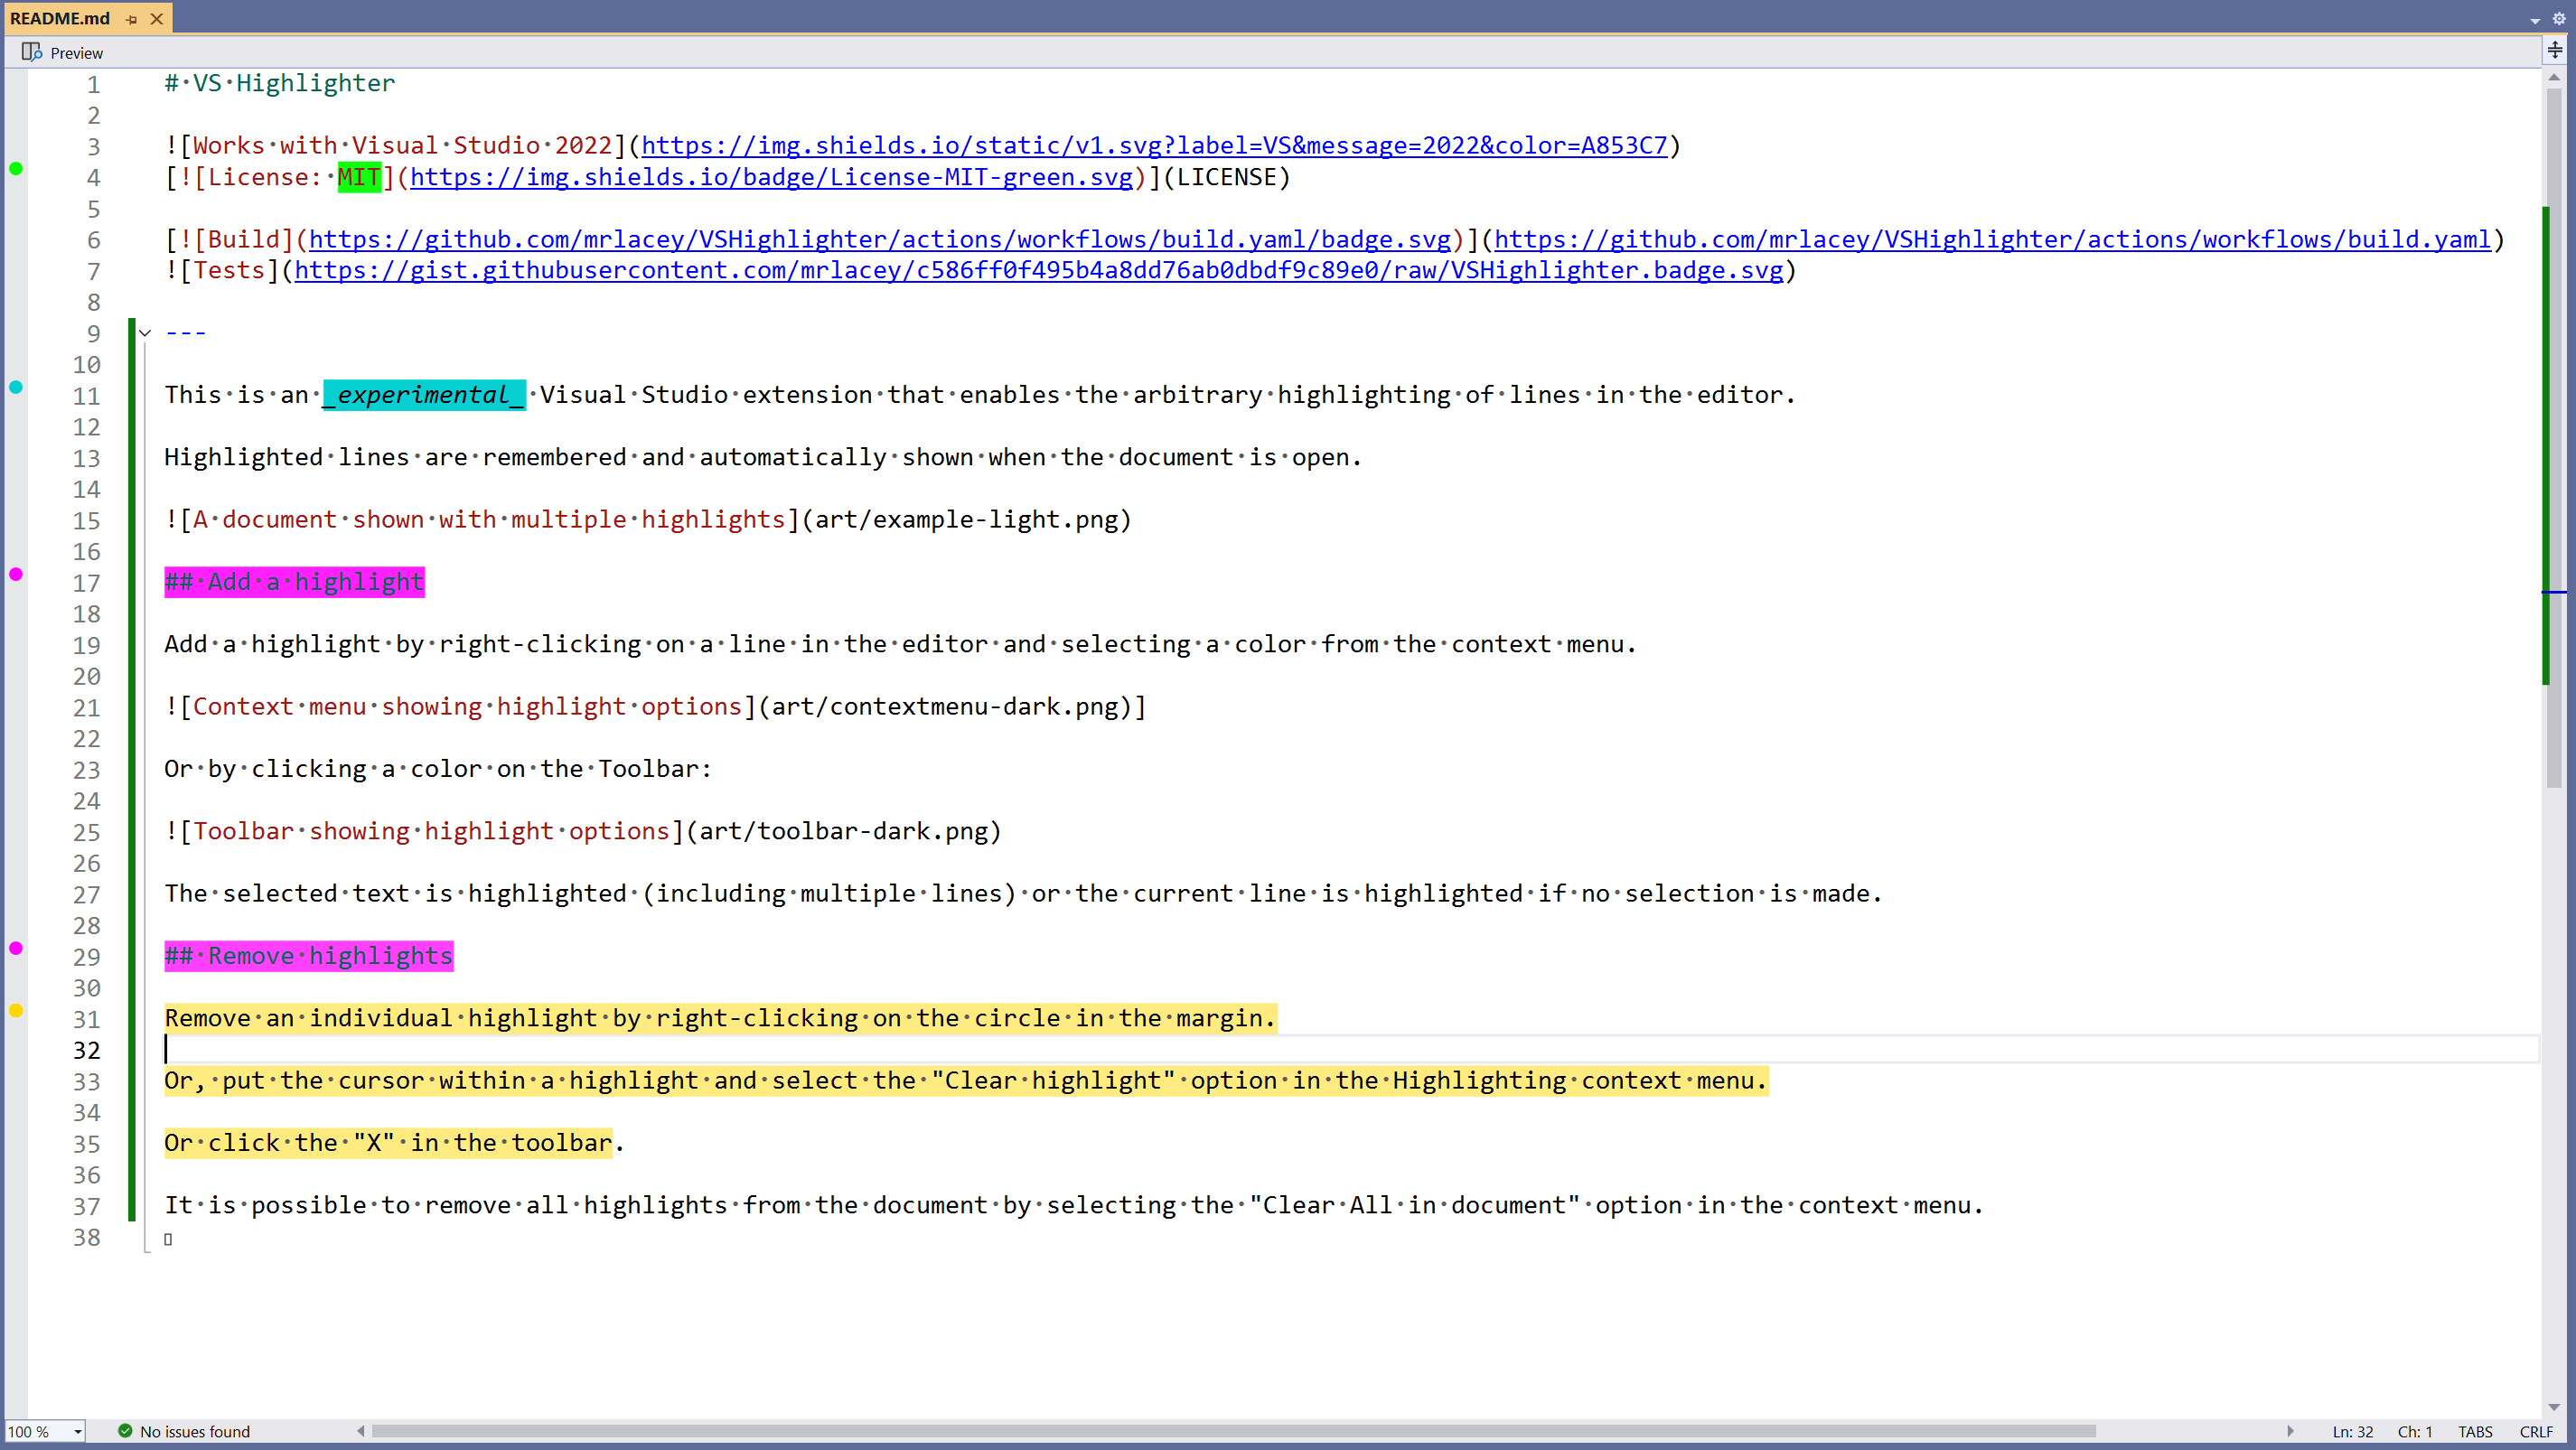 README.md
Preview
1 # VS Highlighter
2
3 ![Works with Visual Studio 2022](https://img.shields.io/static/v1.svg?label=VS&message=2022&color=A853C7)
4 [![License: MIT](https://img.shields.io/badge/License-MIT-green.svg)](LICENSE)
5
6 [![Build](https://github.com/mrlacey/VSHighlighter/actions/workflows/build.yaml/badge.svg)](https://github.com/mrlacey/VSHighlighter/actions/workflows/build.yaml)
7 ![Tests](https://gist.githubusercontent.com/mrlacey/c586ff0f495b4a8dd76ab0dbdf9c89e0/raw/VSHighlighter.badge.svg)
8
9 ---
10
11 This is an _experimental_ Visual Studio extension that enables the arbitrary highlighting of lines in the editor.
12
13 Highlighted lines are remembered and automatically shown when the document is open.
14
15 ![A document shown with multiple highlights](art/example-light.png)
16
17 ## Add a highlight
18
19 Add a highlight by right-clicking on a line in the editor and selecting a color from the context menu.
20
21 ![Context menu showing highlight options](art/contextmenu-dark.png)]
22
23 Or by clicking a color on the Toolbar:
24
25 ![Toolbar showing highlight options](art/toolbar-dark.png)
26
27 The selected text is highlighted (including multiple lines) or the current line is highlighted if no selection is made.
28
29 ## Remove highlights
30
31 Remove an individual highlight by right-clicking on the circle in the margin.
32
33 Or, put the cursor within a highlight and select the "Clear highlight" option in the Highlighting context menu.
34
35 Or click the "X" in the toolbar.
36
37 It is possible to remove all highlights from the document by selecting the "Clear All in document" option in the context menu.
38
100 % No issues found Ln: 32 Ch: 1 TABS CRLF